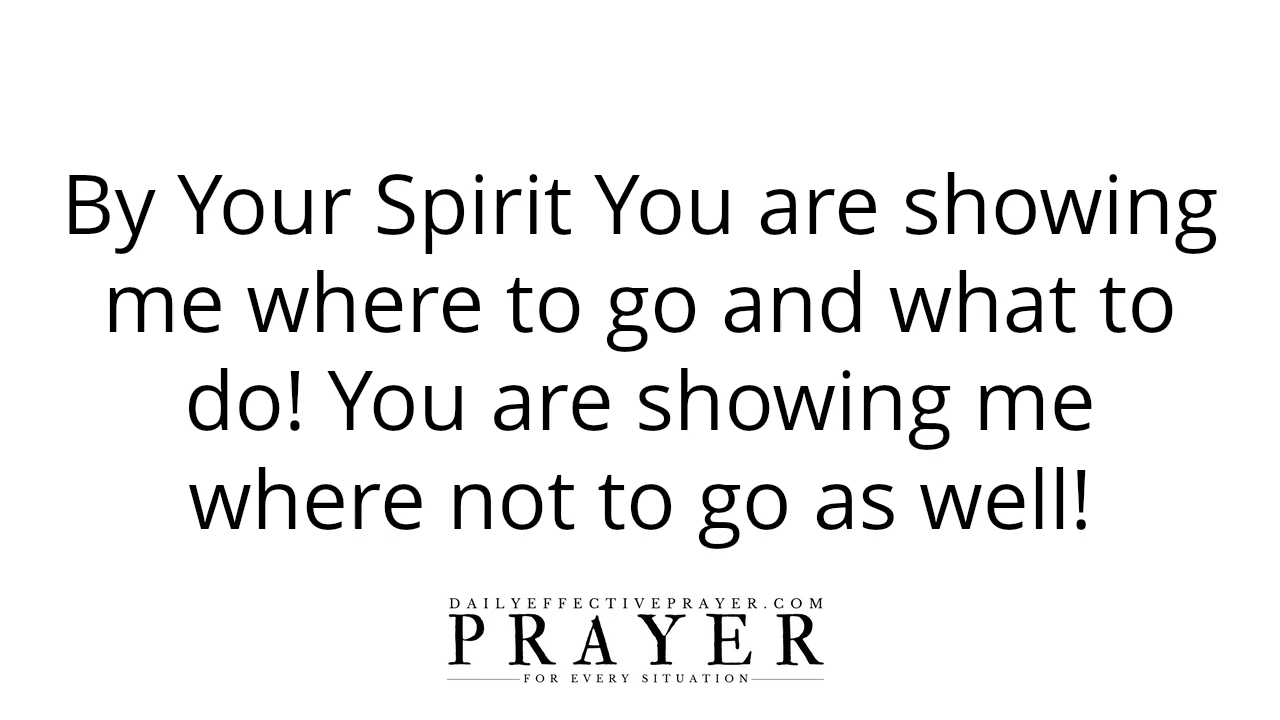 By Your Spirit You are showing
me where to go and what to
do! You are showing me
where not to go as well!
DAILYEFFECTIVEPRAYER.COM
PRAYER
FOR EVERY SITUATION